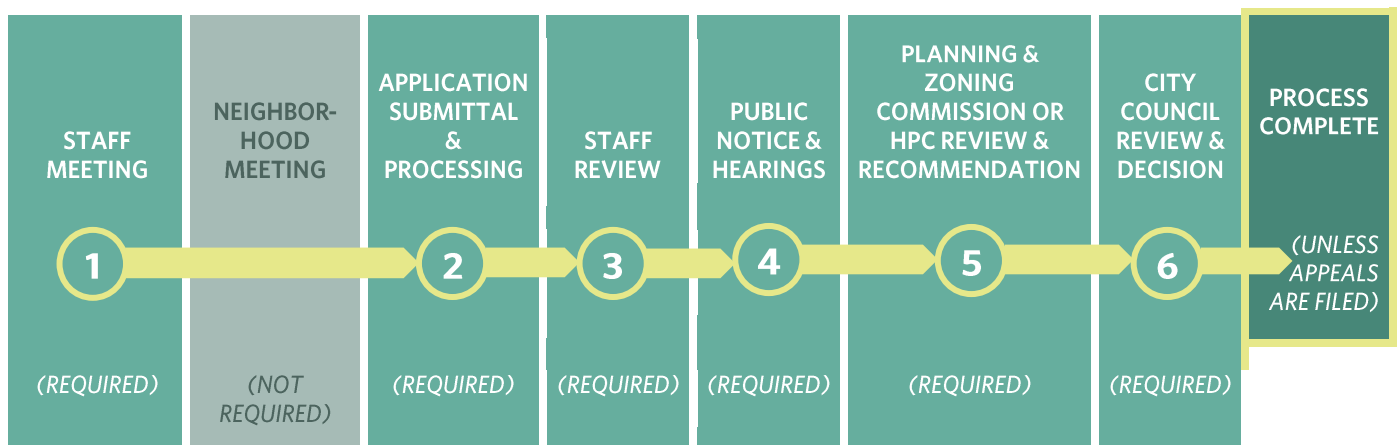 STAFF
MEETING
1
(REQUIRED)
NEIGHBOR-
HOOD
MEETING
(NOT
REQUIRED)
APPLICATION
SUBMITTAL
&
PROCESSING
2
(REQUIRED)
STAFF
REVIEW
3
(REQUIRED)
PUBLIC
NOTICE &
HEARINGS
4
(REQUIRED)
PLANNING &
ZONING
COMMISSION OR
HPC REVIEW &
RECOMMENDATION
5
(REQUIRED)
CITY
COUNCIL
REVIEW &
DECISION
6
(REQUIRED)
PROCESS
COMPLETE
(UNLESS
APPEALS
ARE FILED)